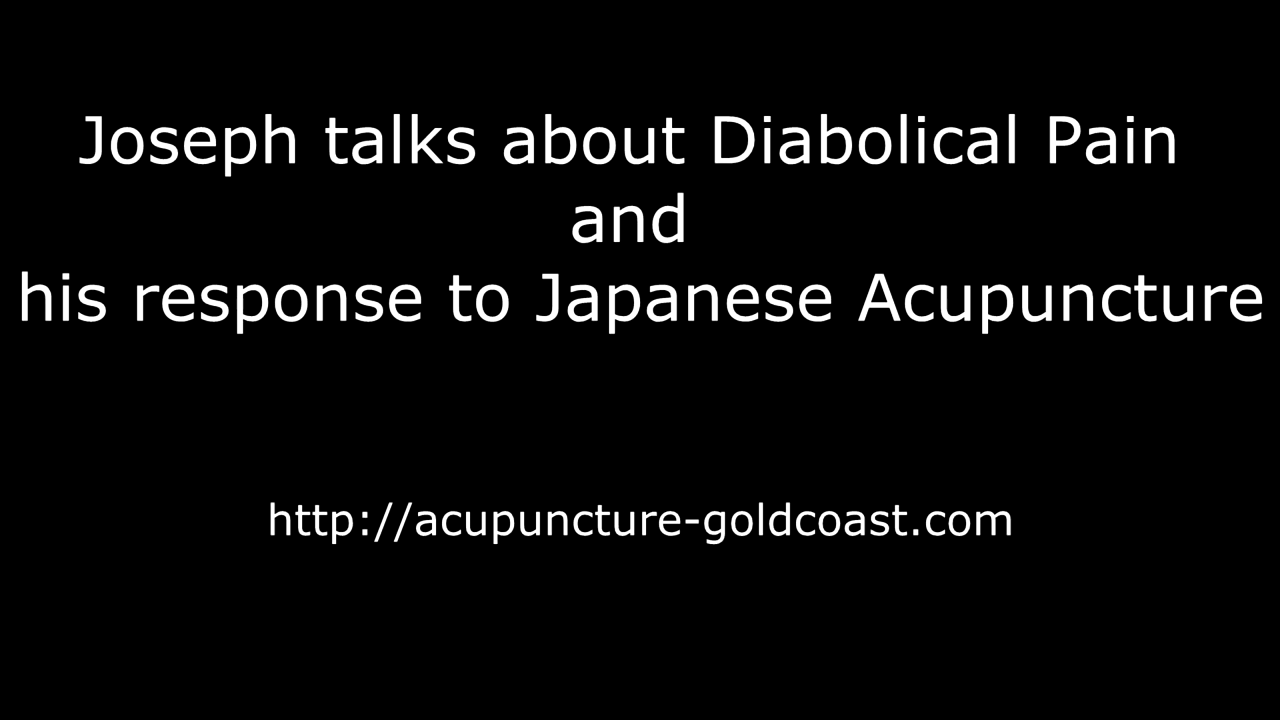 Joseph talks about Diabolical Pain
and
his response to Japanese Acupuncture
http://acupuncture-goldcoast.com